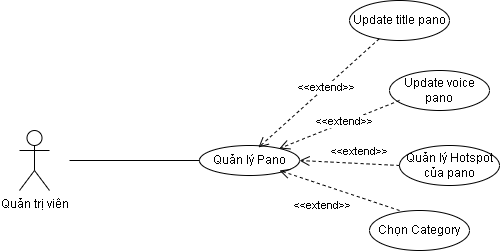 Update title pano
<<extend>>
Update voice
pano
<<extend>>
Quản lý Pano
<<extend>>
Quản lý Hotspot
của pano
Quản trị viên
<<extend>>
Chọn Category